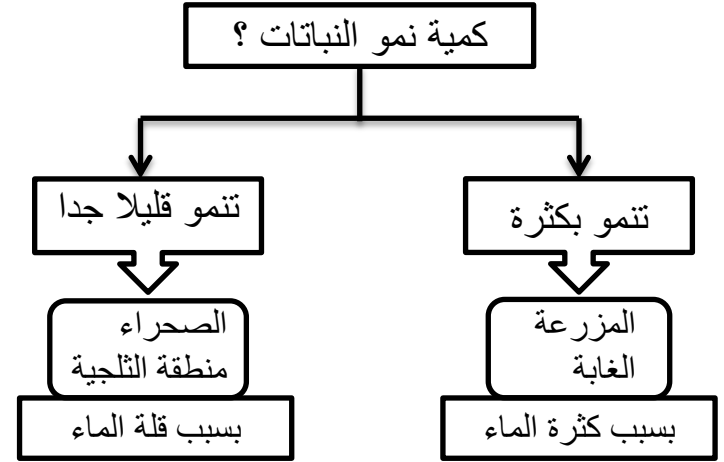 كمية نمو النباتات ؟
تنمو بكثرة
تنمو قليلا جدا
المزرعة
الغابة
بسبب كثرة الماء
الصحراء
منطقة الثلجية
بسبب قلة الماء